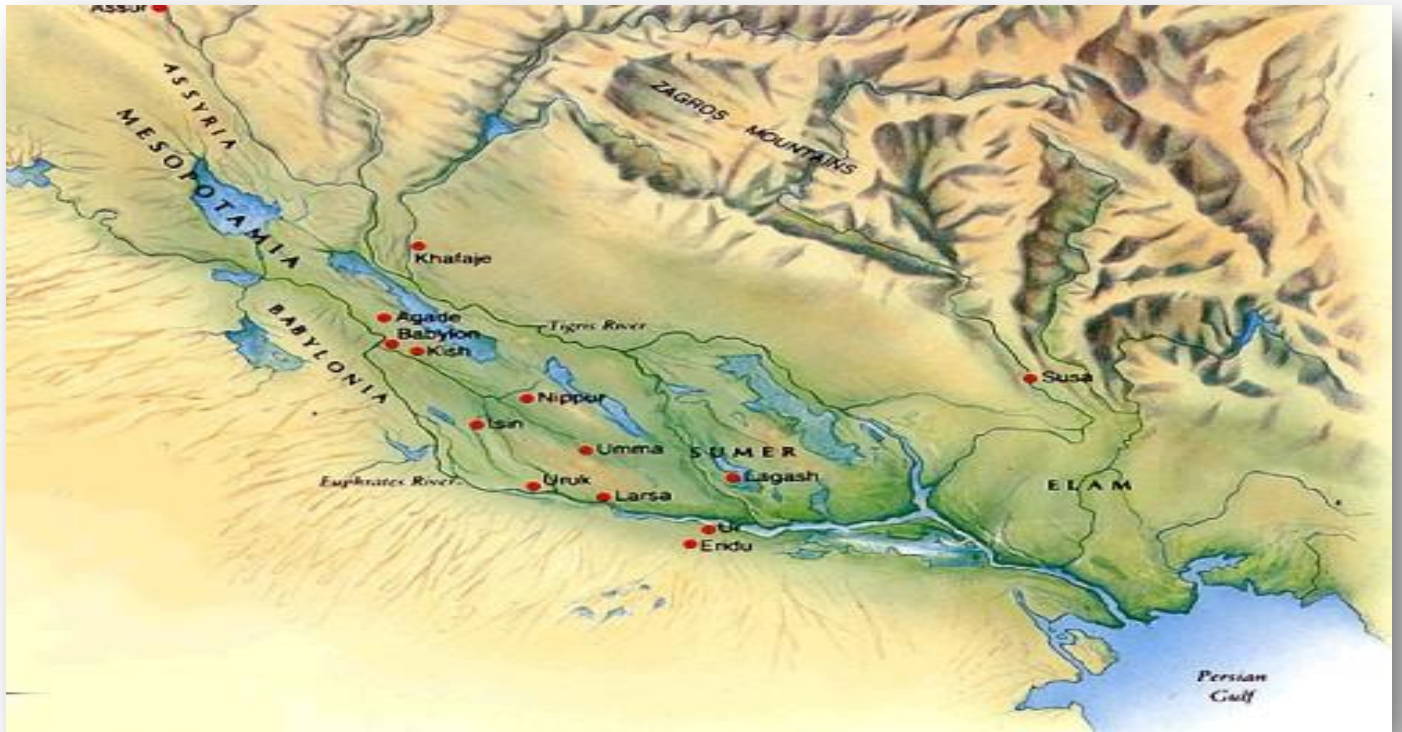 Assur
ASSYRIA
MESOPOTAMIA
ZAGROS MOUNTAINS
Khafaje
BABYLONIA
Agade
Babylon
Kish
Tigris River
Susa
Nippur
Isin
Umma
SUMER
Euphrates River
Uruk
Larsa
Lagash
ELAM
Ur
Eridu
Persian
Gulf